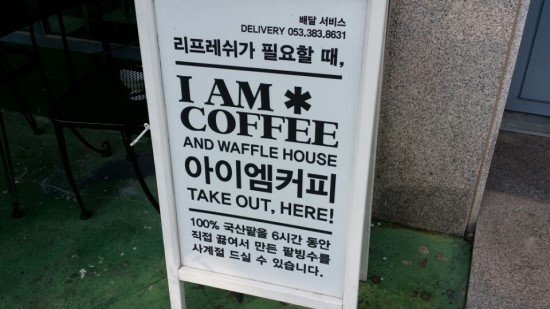 배달 서비스
DELIVERY 053.383.8631
리프레쉬가 필요할 때,
I AM *
COFFEE
AND WAFFLE HOUSE
아이엠커피
TAKE OUT, HERE!
100% 국산팥을 6시간 동안
직접 끓여서 만든 팥빙수를
사계절 드실 수 있습니다.